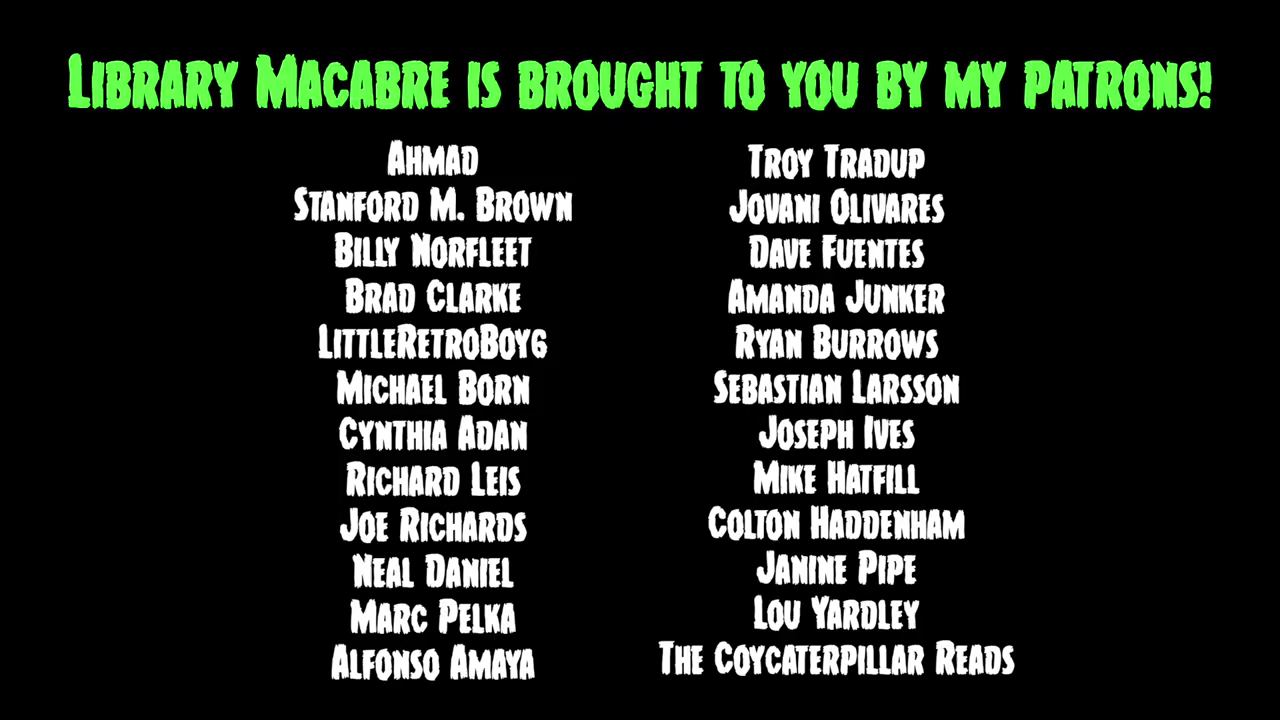 Library Macabre is brought to you by my patrons!
Ahmad
Stanford M. Brown
Billy Norfleet
Brad Clarke
LittleRetroBoy6
Michael Born
Cynthia Adan
Richard Leis
Joe Richards
Neal Daniel
Marc Pelka
Alfonso Amaya
Troy Tradup
Jovani Olivares
Dave Fuentes
Amanda Junker
Ryan Burrows
Sebastian Larsson
Joseph Ives
Mike Hatfill
Colton Haddenham
Janine Pipe
Lou Yardley
The Coycaterpillar Reads